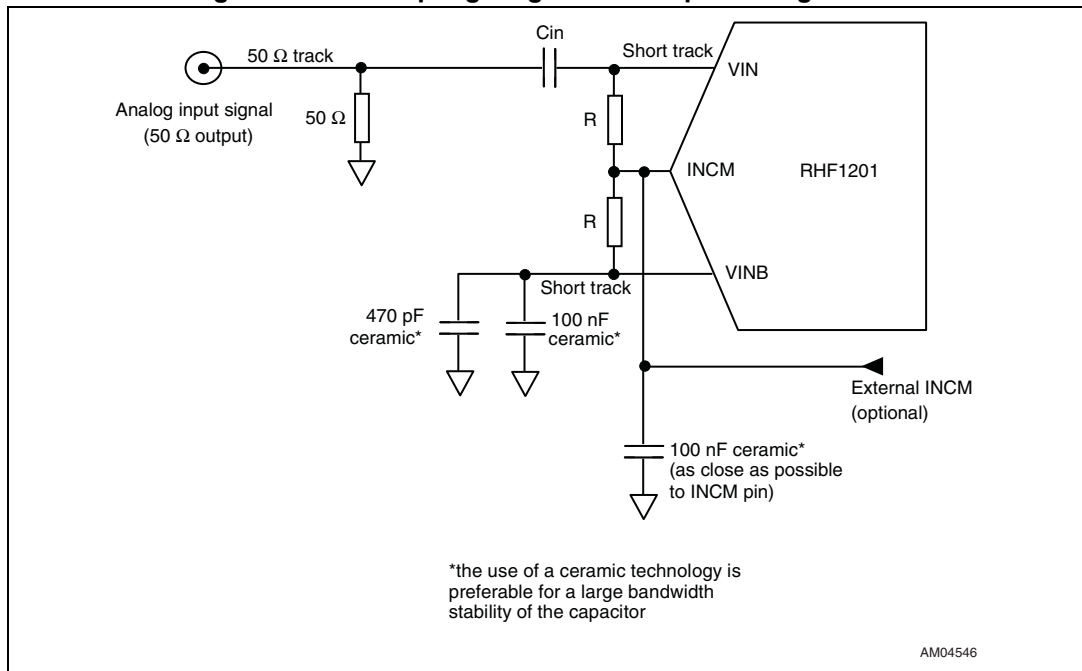 Cin
50 Ω track
Short track
VIN
Analog input signal
(50 Ω output)
50 Ω
R
INCM
RHF1201
R
VINB
Short track
470 pF
ceramic*
100 nF
ceramic*
External INCM
(optional)
100 nF ceramic*
(as close as possible
to INCM pin)
*the use of a ceramic technology is
preferable for a large bandwidth
stability of the capacitor
AM04546